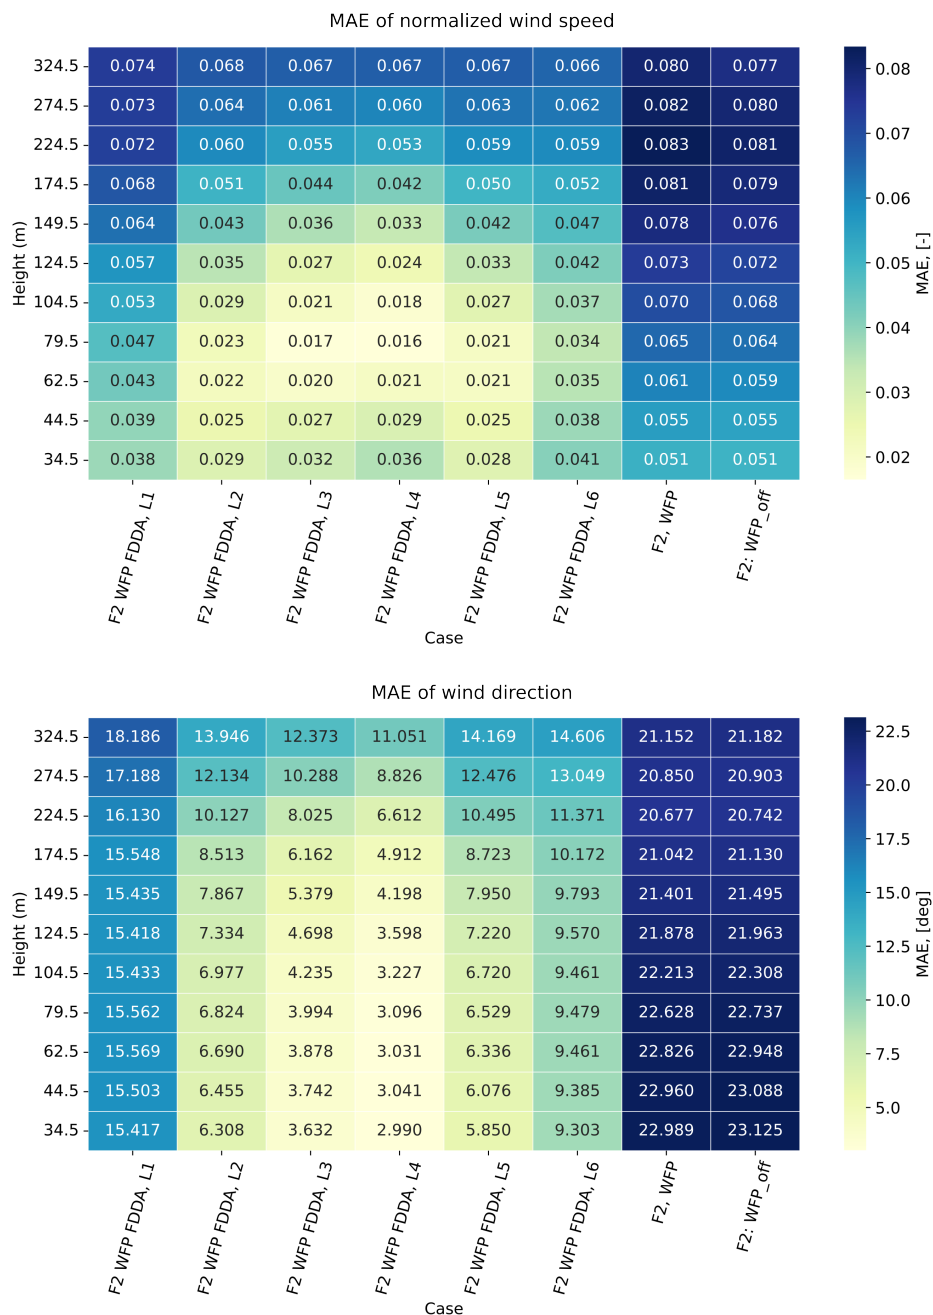 MAE of normalized wind speed
324.5 0.074 0.068 0.067 0.067 0.067 0.066 0.080 0.077
274.5 0.073 0.064 0.061 0.060 0.063 0.062 0.082 0.080
224.5 0.072 0.060 0.055 0.053 0.059 0.059 0.083 0.081
174.5 0.068 0.051 0.044 0.042 0.050 0.052 0.081 0.079
149.5 0.064 0.043 0.036 0.033 0.042 0.047 0.078 0.076
124.5 0.057 0.035 0.027 0.024 0.033 0.042 0.073 0.072
104.5 0.053 0.029 0.021 0.018 0.027 0.037 0.070 0.068
79.5 0.047 0.023 0.017 0.016 0.021 0.034 0.065 0.064
62.5 0.043 0.022 0.020 0.021 0.021 0.035 0.061 0.059
44.5 0.039 0.025 0.027 0.029 0.025 0.038 0.055 0.055
34.5 0.038 0.029 0.032 0.036 0.028 0.041 0.051 0.051
Height (m)
F2 WFP FDDA, L1
F2 WFP FDDA, L2
F2 WFP FDDA, L3
F2 WFP FDDA, L4
F2 WFP FDDA, L5
F2 WFP FDDA, L6
F2, WFP
F2: WFP_off
Case
0.08
0.07
0.06
0.05
0.04
0.03
0.02
MAE, [-]
MAE of wind direction
324.5 18.186 13.946 12.373 11.051 14.169 14.606 21.152 21.182
274.5 17.188 12.134 10.288 8.826 12.476 13.049 20.850 20.903
224.5 16.130 10.127 8.025 6.612 10.495 11.371 20.677 20.742
174.5 15.548 8.513 6.162 4.912 8.723 10.172 21.042 21.130
149.5 15.435 7.867 5.379 4.198 7.950 9.793 21.401 21.495
124.5 15.418 7.334 4.698 3.598 7.220 9.570 21.878 21.963
104.5 15.433 6.977 4.235 3.227 6.720 9.461 22.213 22.308
79.5 15.562 6.824 3.994 3.096 6.529 9.479 22.628 22.737
62.5 15.569 6.690 3.878 3.031 6.336 9.461 22.826 22.948
44.5 15.503 6.455 3.742 3.041 6.076 9.385 22.960 23.088
34.5 15.417 6.308 3.632 2.990 5.850 9.303 22.989 23.125
Height (m)
F2 WFP FDDA, L1
F2 WFP FDDA, L2
F2 WFP FDDA, L3
F2 WFP FDDA, L4
F2 WFP FDDA, L5
F2 WFP FDDA, L6
F2, WFP
F2: WFP_off
Case
22.5
20.0
17.5
15.0
12.5
10.0
7.5
5.0
MAE, [deg]